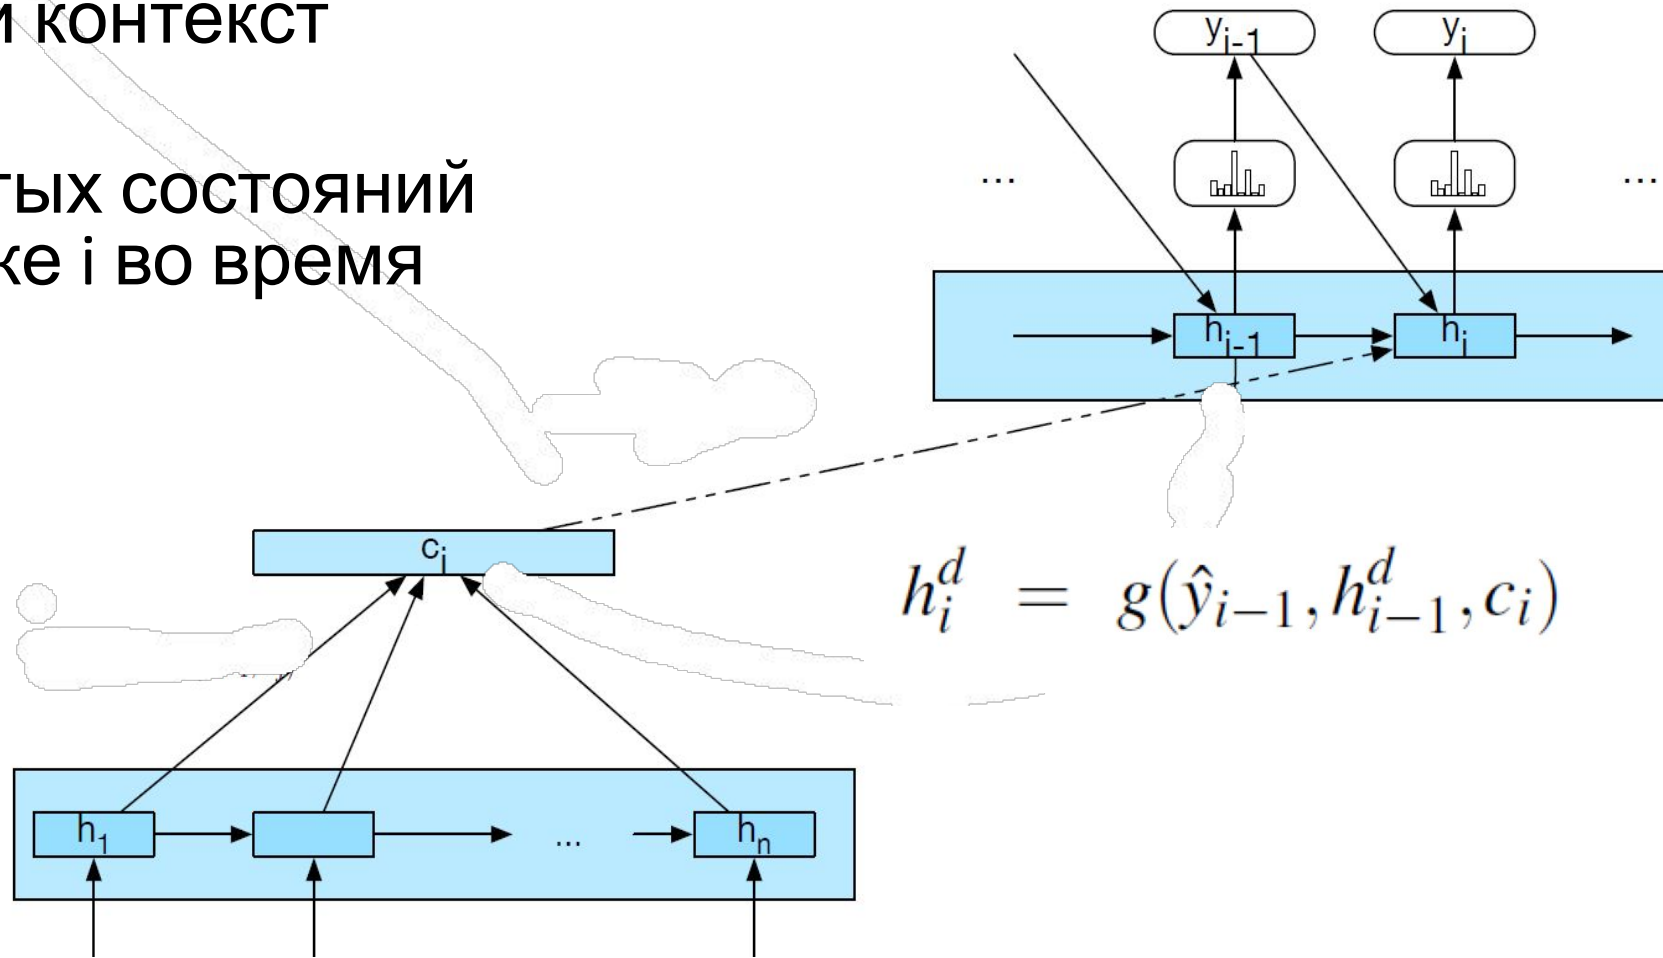 и контекст
тых состояний
ке i во время
y_{i-1} y_i
... ...
h_{i-1} h_i
c_i
h_i^d = g(ŷ_{i-1}, h_{i-1}^d, c_i)
h_1 ... h_n